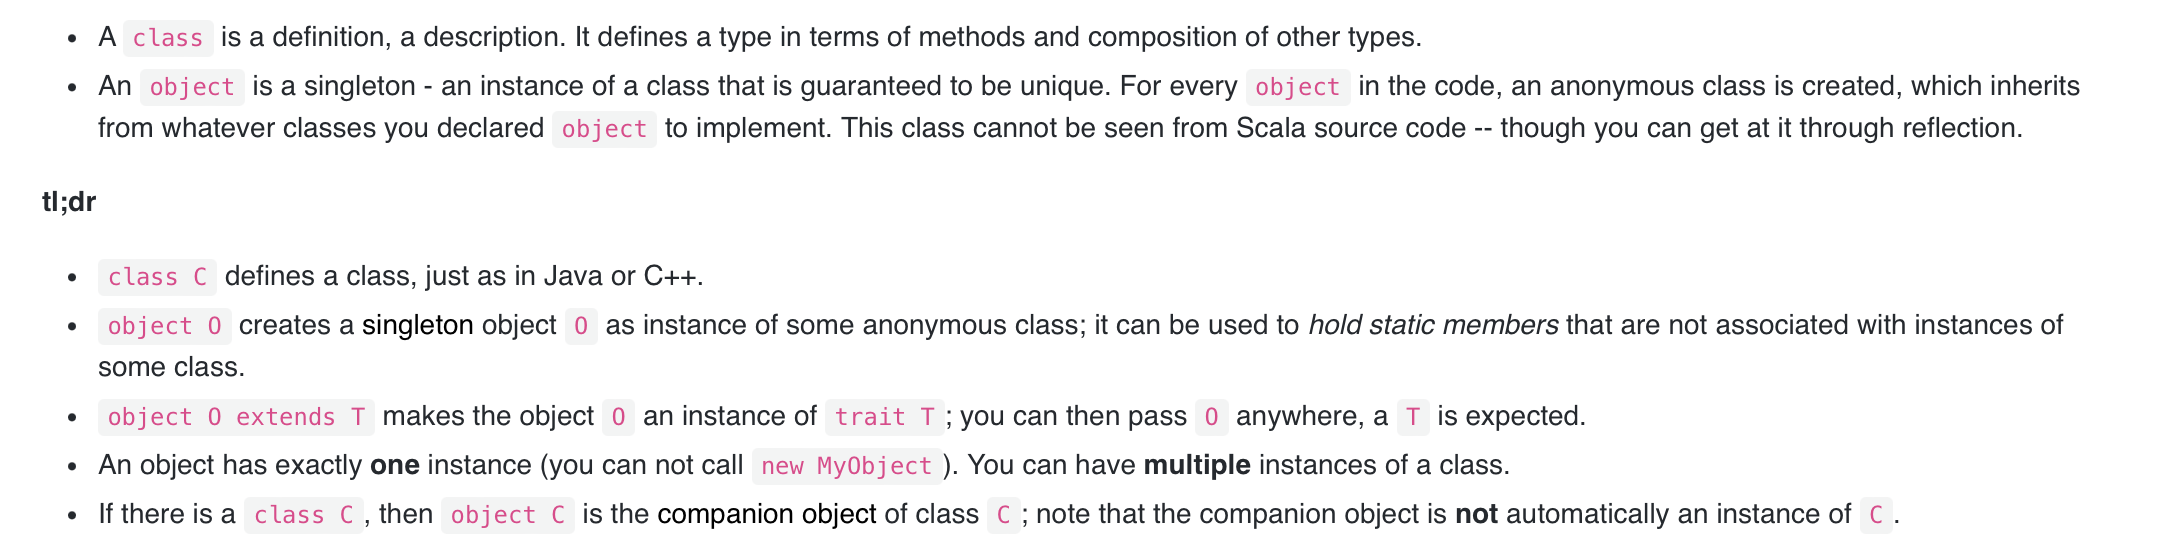 • A class is a definition, a description. It defines a type in terms of methods and composition of other types.
• An object is a singleton - an instance of a class that is guaranteed to be unique. For every object in the code, an anonymous class is created, which inherits
from whatever classes you declared object to implement. This class cannot be seen from Scala source code -- though you can get at it through reflection.
tl;dr
• class C defines a class, just as in Java or C++.
• object O creates a singleton object O as instance of some anonymous class; it can be used to hold static members that are not associated with instances of
some class.
• object O extends T makes the object O an instance of trait T; you can then pass O anywhere, a T is expected.
• An object has exactly one instance (you can not call new MyObject). You can have multiple instances of a class.
• If there is a class C, then object C is the companion object of class C; note that the companion object is not automatically an instance of C.